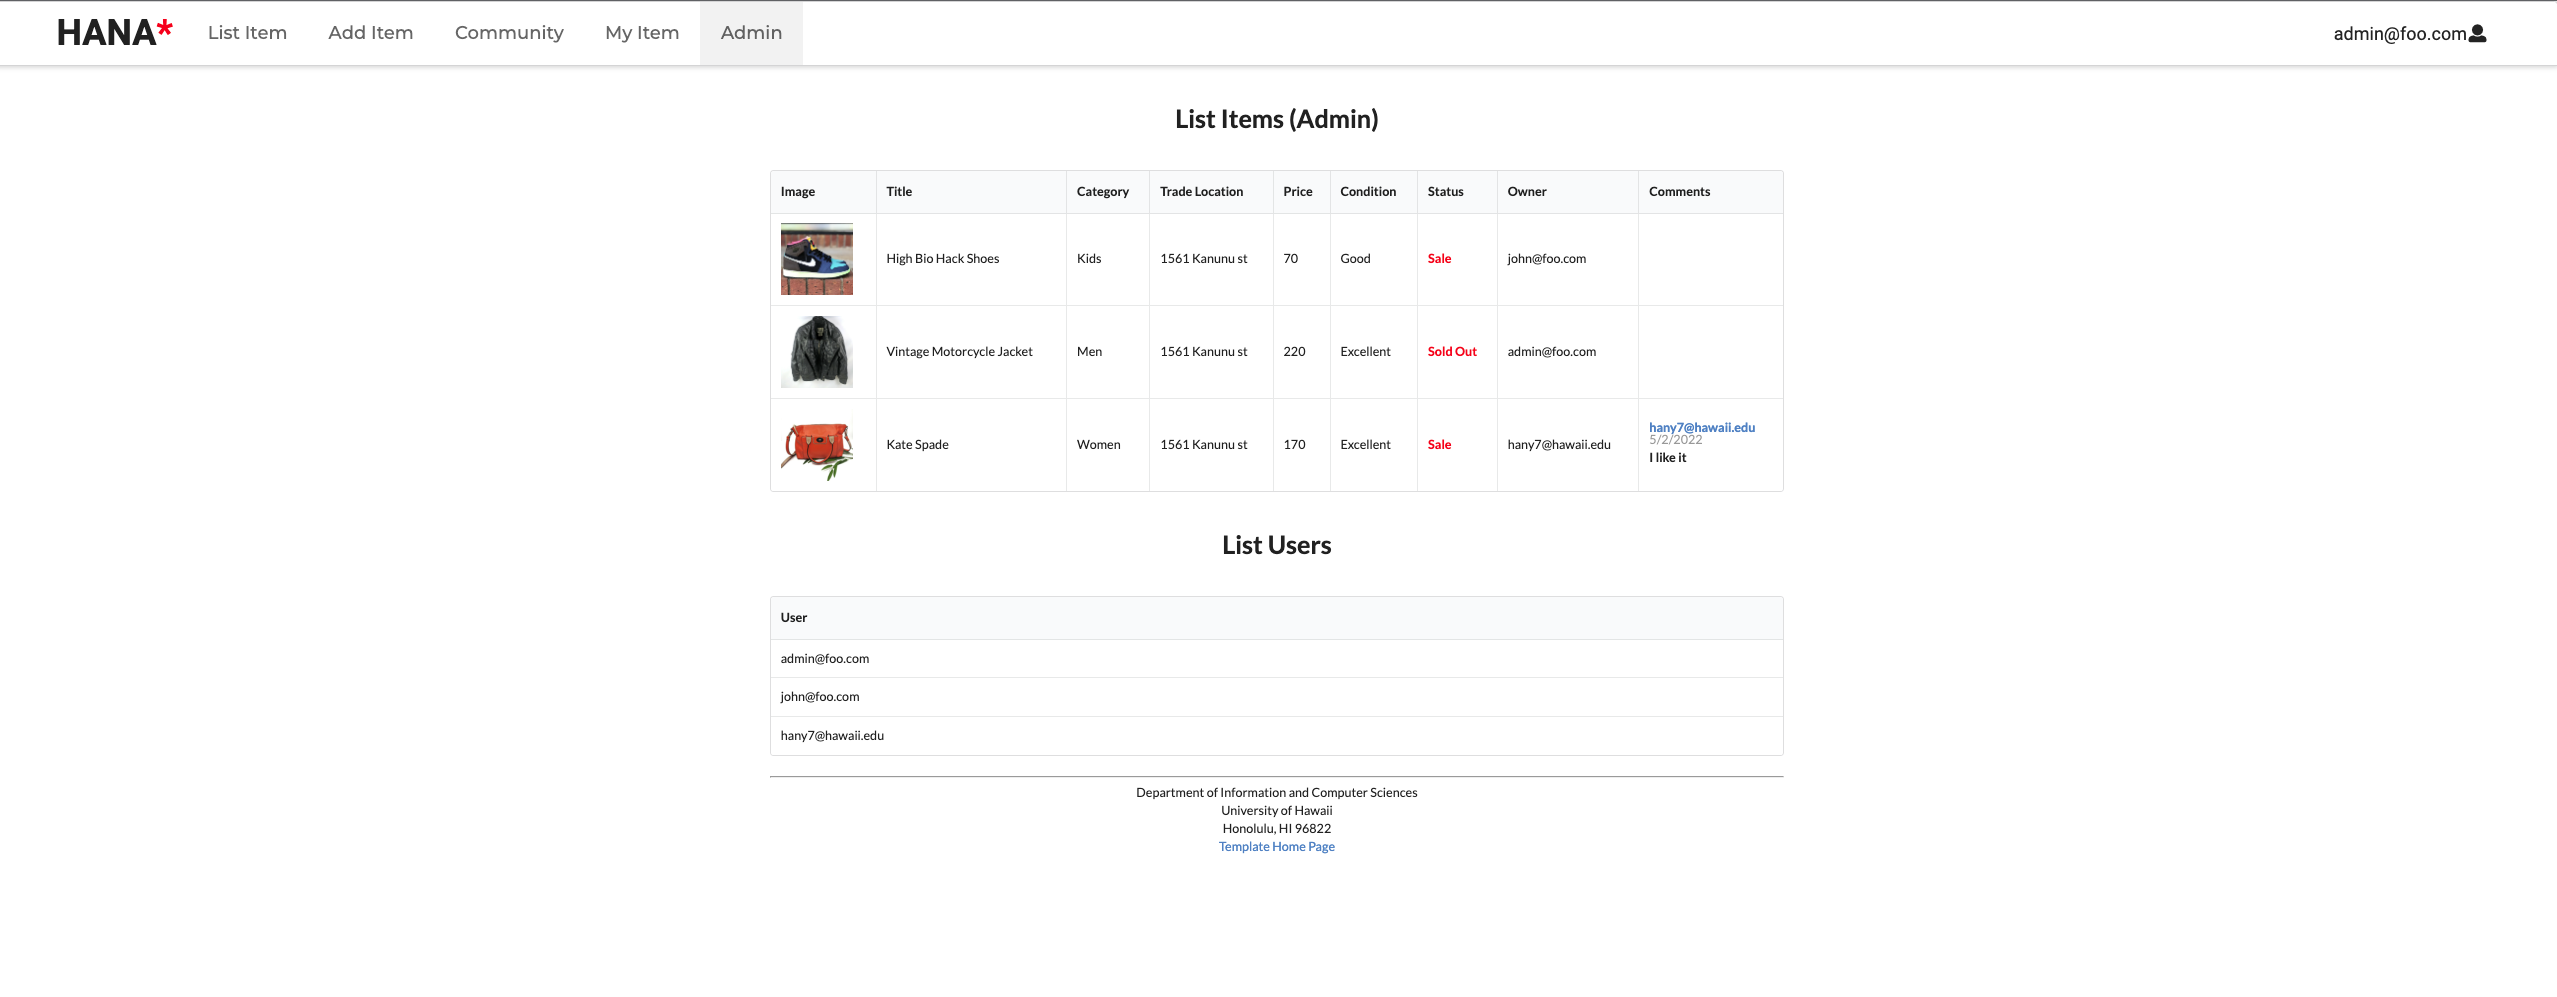 HANA* List Item Add Item Community My Item Admin admin@foo.com
List Items (Admin)
Image Title Category Trade Location Price Condition Status Owner Comments
High Bio Hack Shoes Kids 1561 Kanunu st 70 Good Sale john@foo.com
Vintage Motorcycle Jacket Men 1561 Kanunu st 220 Excellent Sold Out admin@foo.com
Kate Spade Women 1561 Kanunu st 170 Excellent Sale hany7@hawaii.edu
hany7@hawaii.edu
5/2/2022
I like it
List Users
User
admin@foo.com
john@foo.com
hany7@hawaii.edu
Department of Information and Computer Sciences
University of Hawaii
Honolulu, HI 96822
Template Home Page